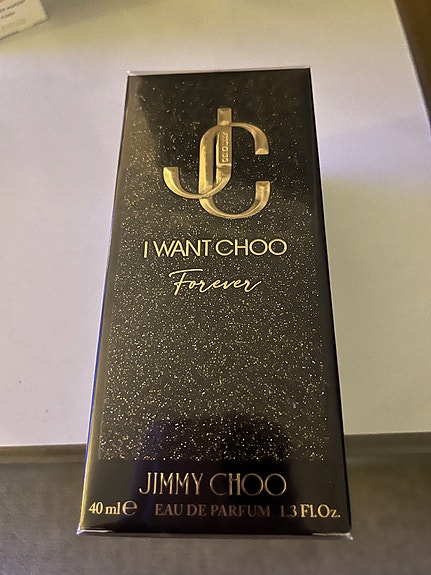 JC
I WANT CHOO
Forever
JIMMY CHOO
40 ml ℮ EAU DE PARFUM 1.3 Fl.Oz.